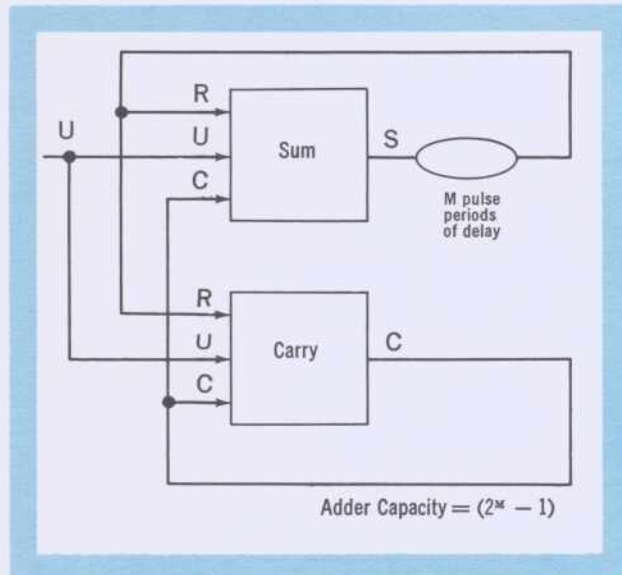 R
U
U
Sum
S
C
M pulse
periods
of delay
R
U
Carry
C
C
Adder Capacity = (2ᴹ — 1)